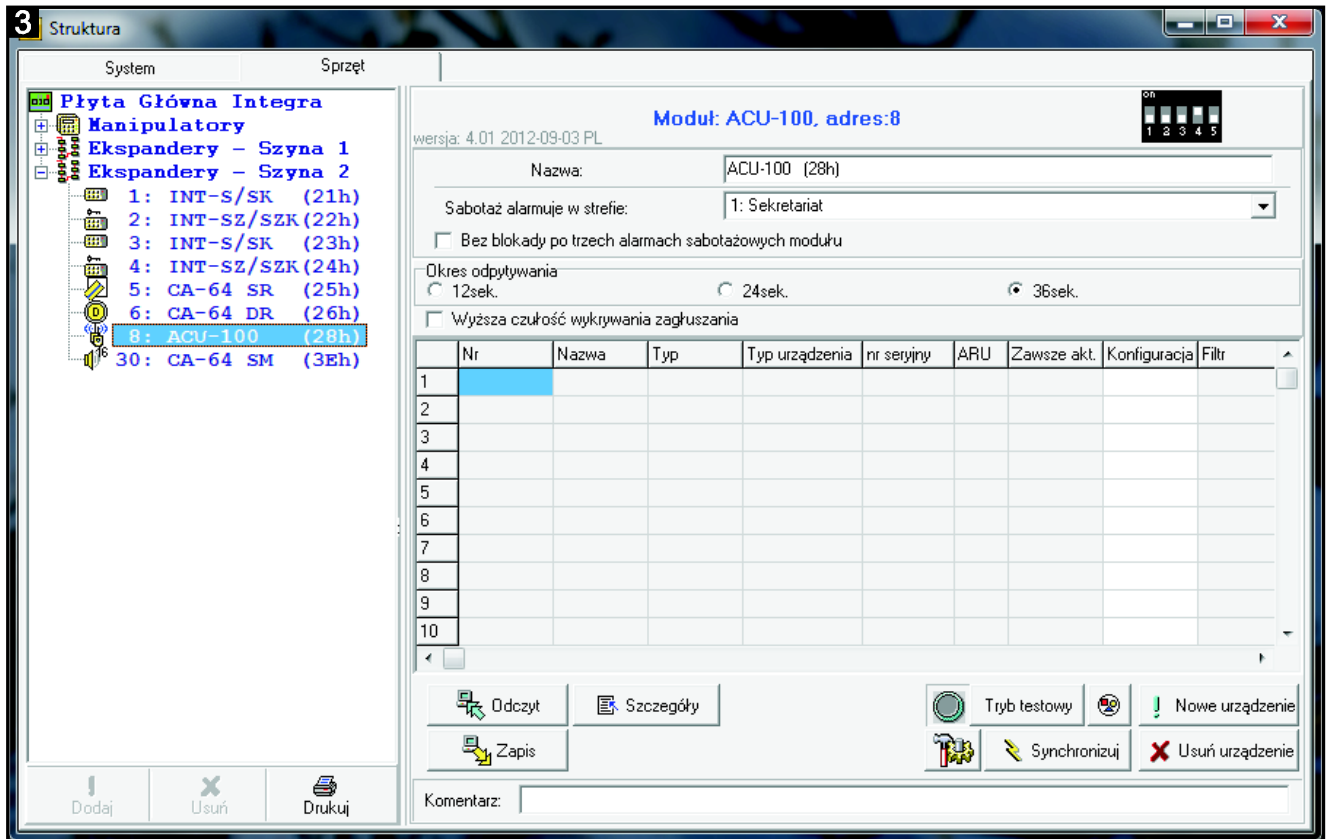 3 Struktura
System Sprzęt
Płyta Główna Integra
Manipulatory
Ekspandery – Szyna 1
Ekspandery – Szyna 2
1: INT-S/SK (21h)
2: INT-SZ/SZK(22h)
3: INT-S/SK (23h)
4: INT-SZ/SZK(24h)
5: CA-64 SR (25h)
6: CA-64 DR (26h)
8: ACU-100 (28h)
30: CA-64 SM (3Eh)
Dodaj Usuń Drukuj
Moduł: ACU-100, adres:8
wersja: 4.01 2012-09-03 PL
on
1 2 3 4 5
Nazwa: ACU-100 (28h)
Sabotaż alarmuje w strefie: 1: Sekretariat
Bez blokady po trzech alarmach sabotażowych modułu
Okres odpytywania
12sek. 24sek. 36sek.
Wyższa czułość wykrywania zagłuszania
Nr Nazwa Typ Typ urządzenia nr seryjny ARU Zawsze akt. Konfiguracja Filtr
1
2
3
4
5
6
7
8
9
10
Odczyt Szczegóły Tryb testowy Nowe urządzenie
Zapis Synchronizuj Usuń urządzenie
Komentarz: